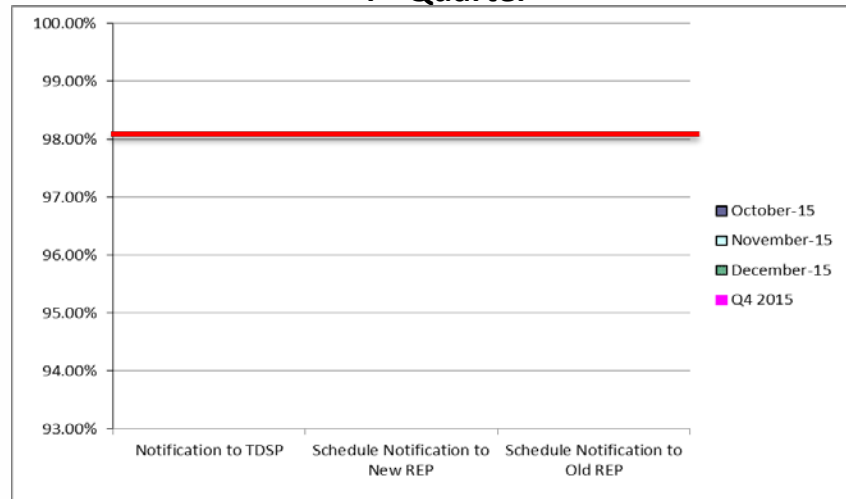 100.00%
99.00%
98.00%
97.00%
96.00%
95.00%
94.00%
93.00%
Notification to TDSP
Schedule Notification to
New REP
Schedule Notification to
Old REP
October-15
November-15
December-15
Q4 2015